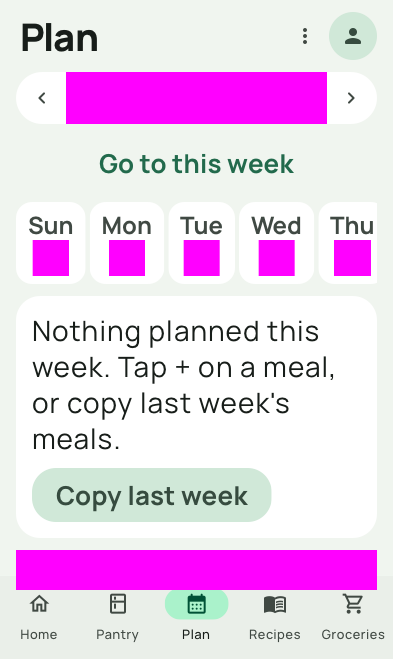 Plan
Go to this week
Sun Mon Tue Wed Thu
Nothing planned this
week. Tap + on a meal,
or copy last week's
meals.
Copy last week
Home Pantry Plan Recipes Groceries